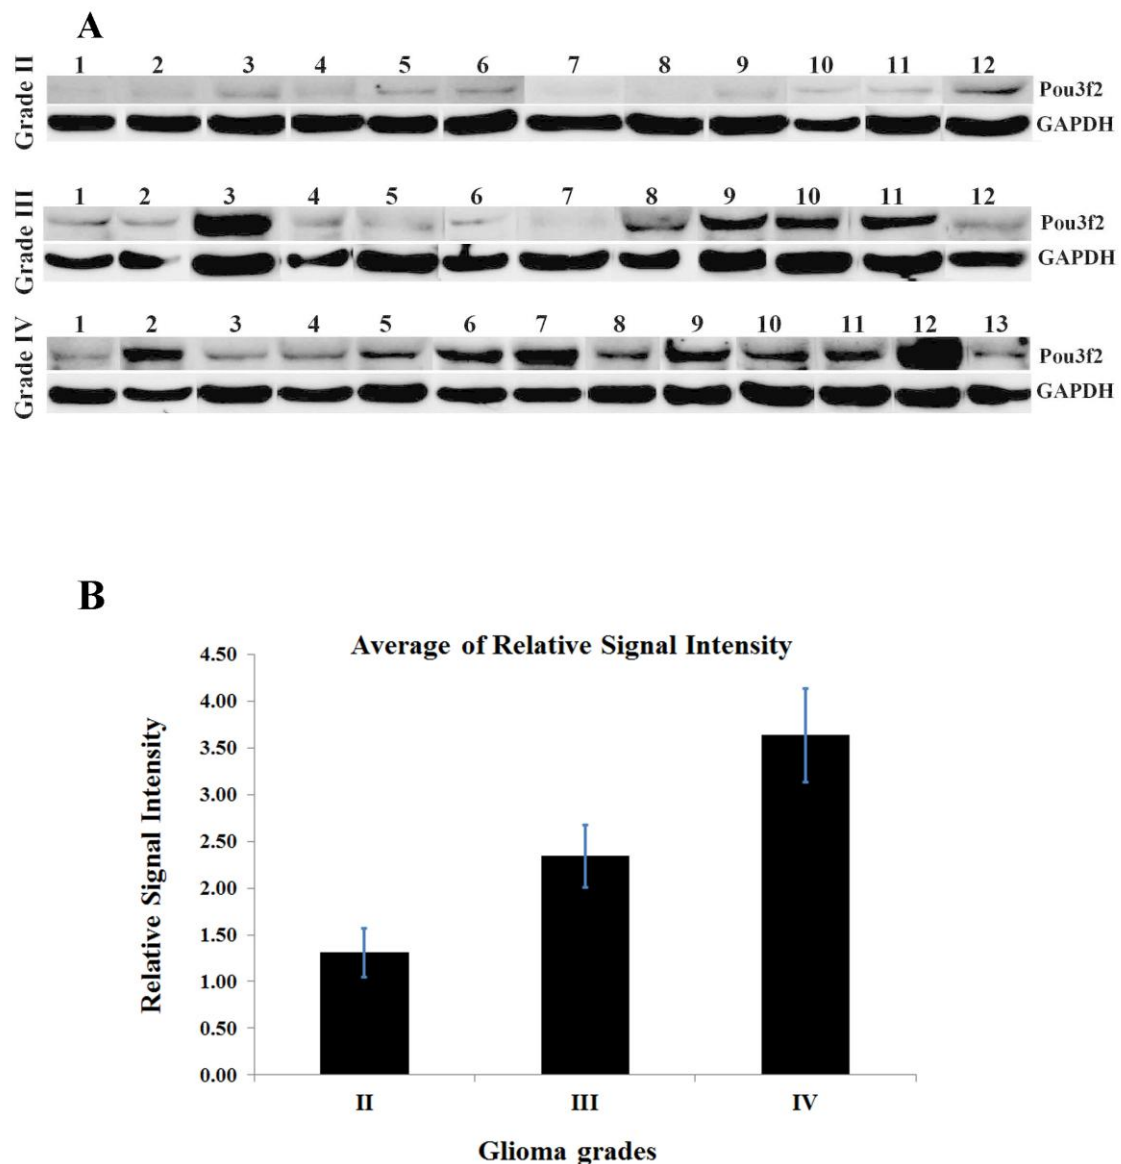 A
Grade II
1 2 3 4 5 6 7 8 9 10 11 12
Pou3f2
GAPDH
Grade III
1 2 3 4 5 6 7 8 9 10 11 12
Pou3f2
GAPDH
Grade IV
1 2 3 4 5 6 7 8 9 10 11 12 13
Pou3f2
GAPDH
B
Average of Relative Signal Intensity
Relative Signal Intensity
4.50
4.00
3.50
3.00
2.50
2.00
1.50
1.00
0.50
0.00
II III IV
Glioma grades